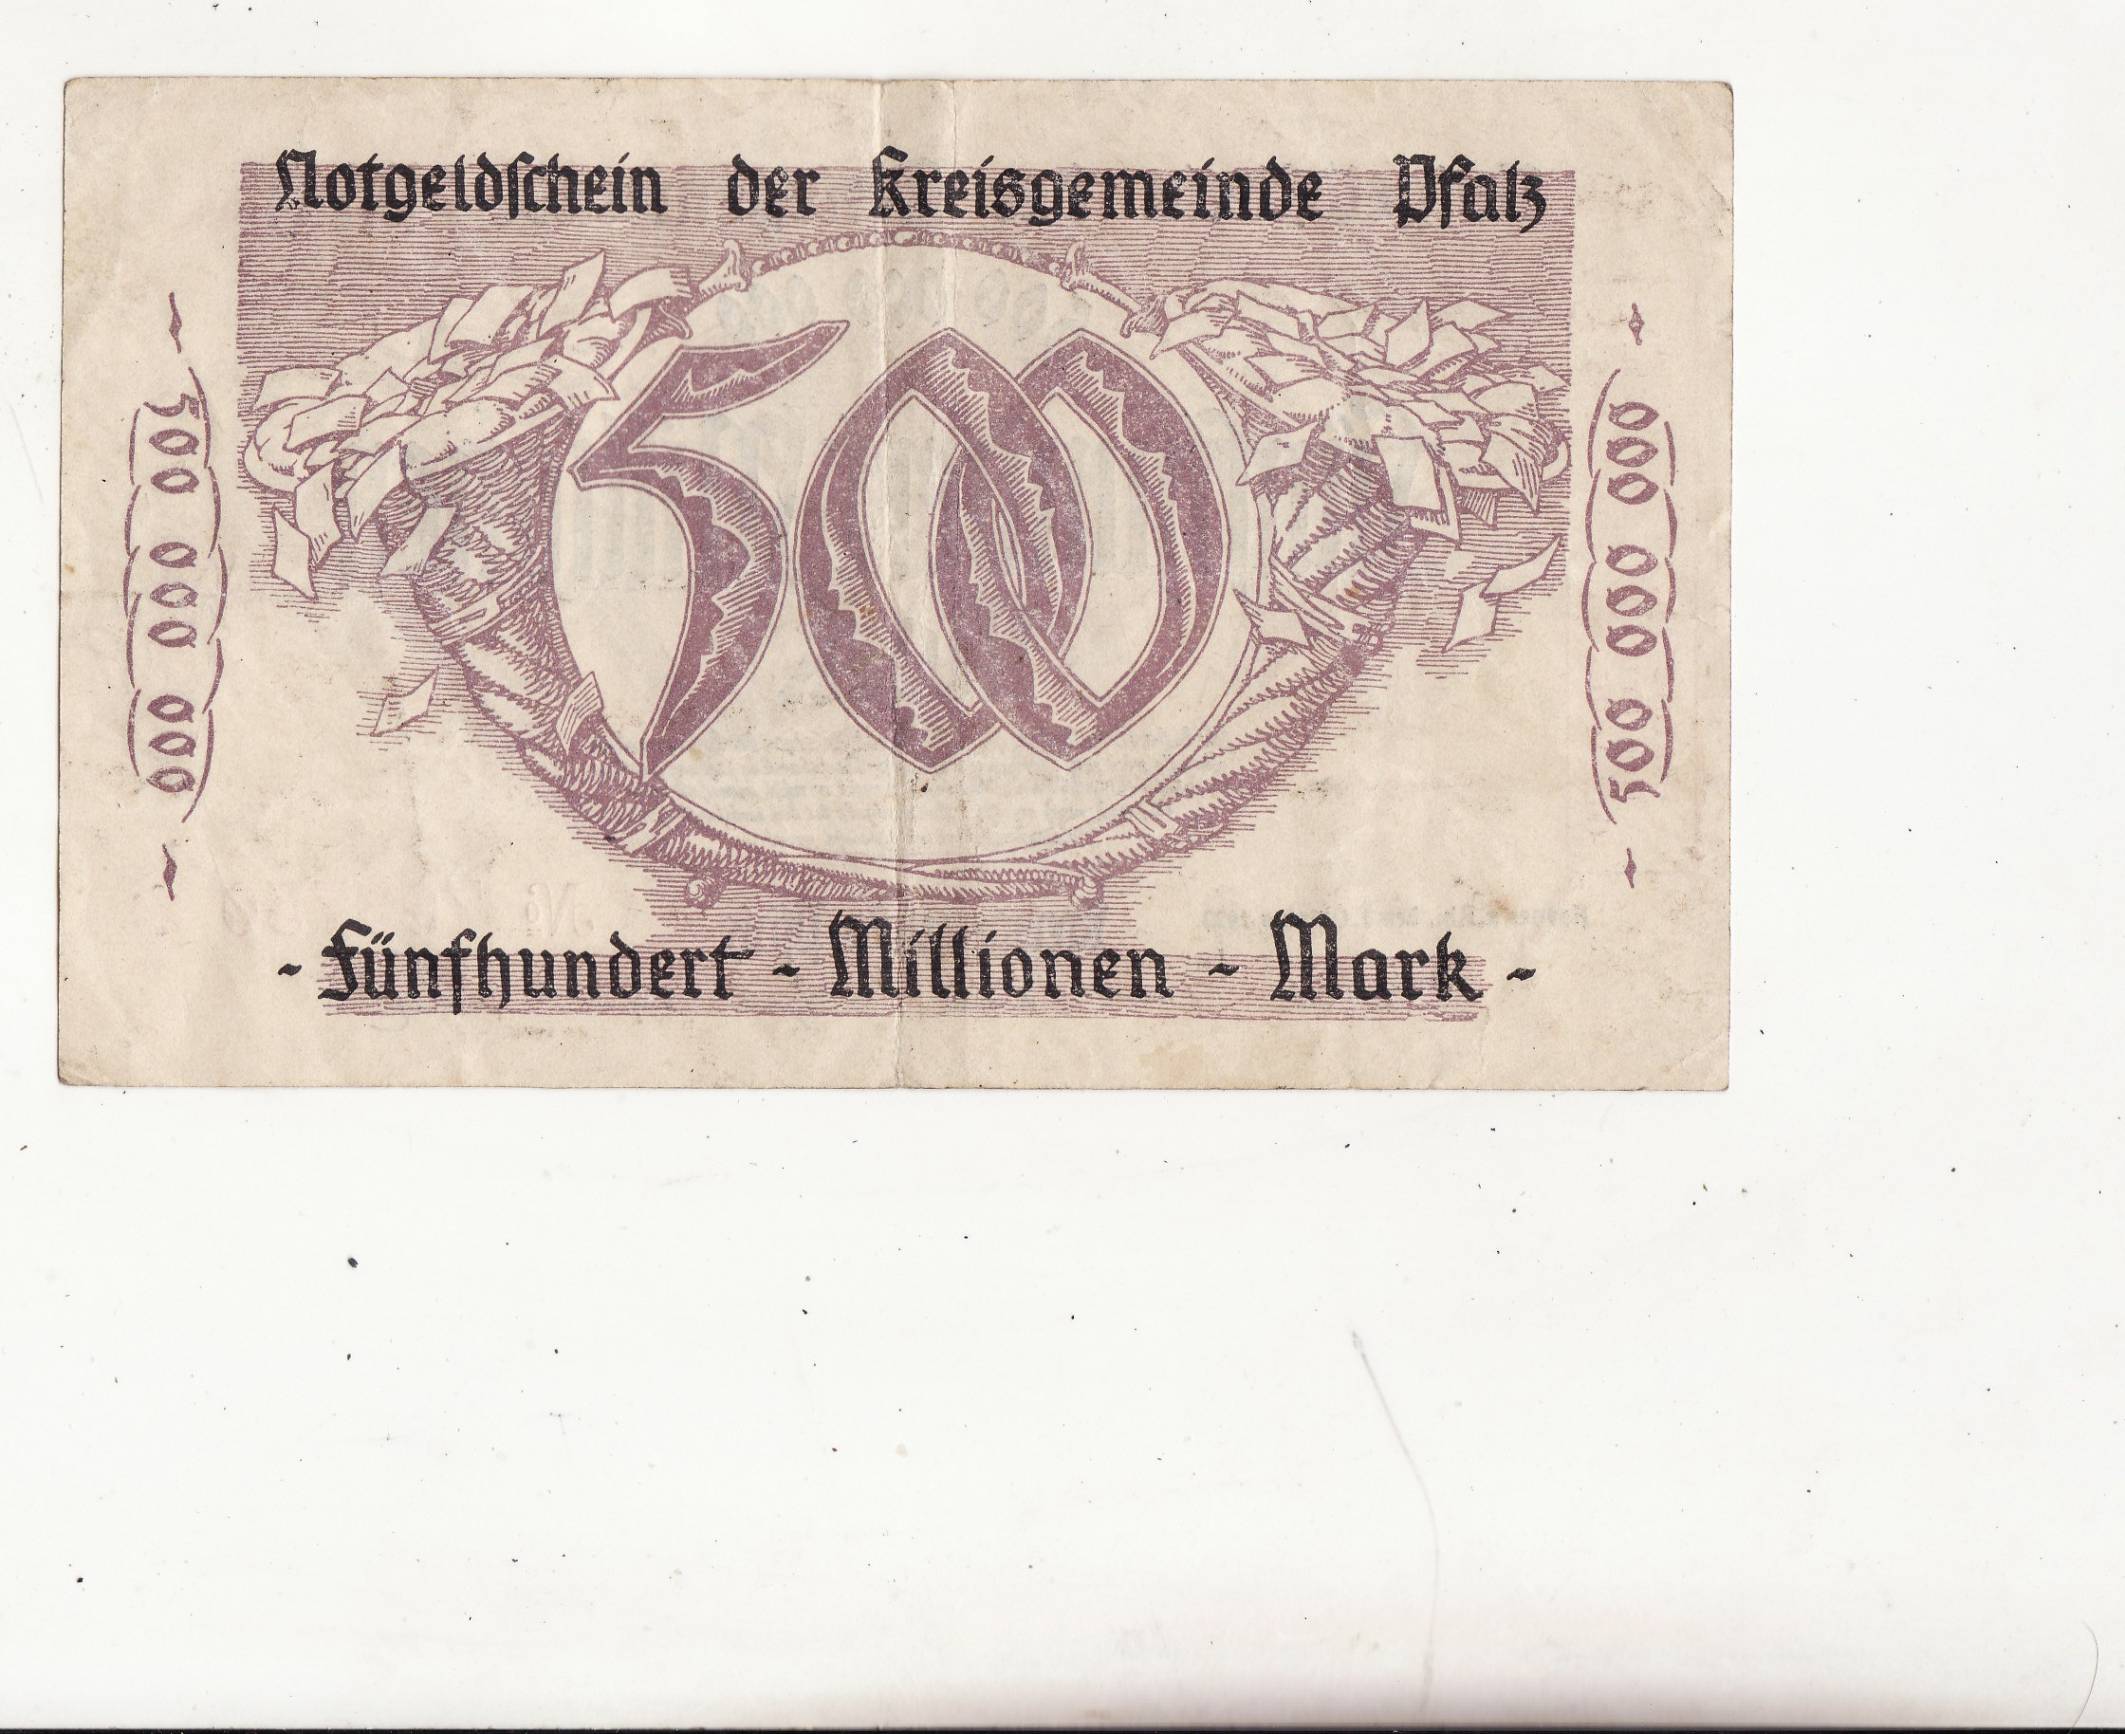 Notgeldschein der Kreisgemeinde Pfalz
500 000 000
500
500 000 000
- Fünfhundert - Millionen - Mark -